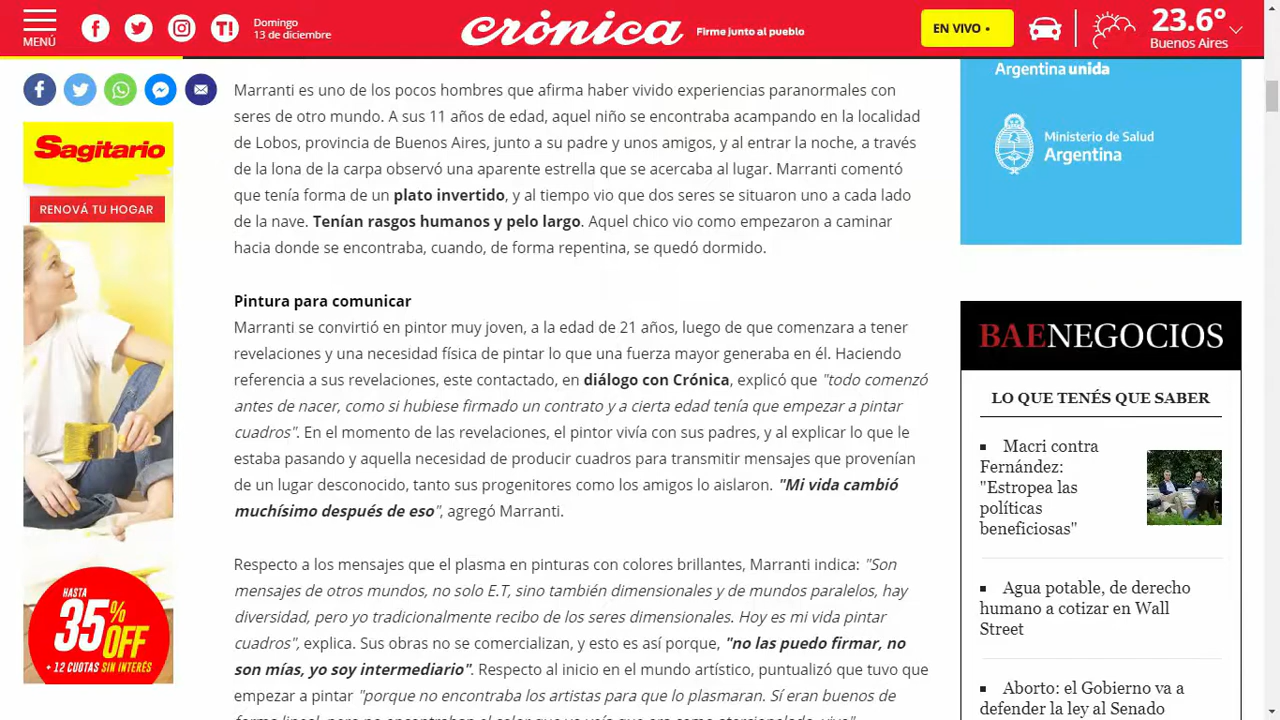 MENÚ
Domingo
13 de diciembre
crónica
Firme junto al pueblo
EN VIVO •
23.6°
Buenos Aires
Sagitario
RENOVÁ TU HOGAR
HASTA
35% OFF
+ 12 CUOTAS SIN INTERÉS
Marranti es uno de los pocos hombres que afirma haber vivido experiencias paranormales con
seres de otro mundo. A sus 11 años de edad, aquel niño se encontraba acampando en la localidad
de Lobos, provincia de Buenos Aires, junto a su padre y unos amigos, y al entrar la noche, a través
de la lona de la carpa observó una aparente estrella que se acercaba al lugar. Marranti comentó
que tenía forma de un plato invertido, y al tiempo vio que dos seres se situaron uno a cada lado
de la nave. Tenían rasgos humanos y pelo largo. Aquel chico vio como empezaron a caminar
hacia donde se encontraba, cuando, de forma repentina, se quedó dormido.
Pintura para comunicar
Marranti se convirtió en pintor muy joven, a la edad de 21 años, luego de que comenzara a tener
revelaciones y una necesidad física de pintar lo que una fuerza mayor generaba en él. Haciendo
referencia a sus revelaciones, este contactado, en diálogo con Crónica, explicó que "todo comenzó
antes de nacer, como si hubiese firmado un contrato y a cierta edad tenía que empezar a pintar
cuadros". En el momento de las revelaciones, el pintor vivía con sus padres, y al explicar lo que le
estaba pasando y aquella necesidad de producir cuadros para transmitir mensajes que provenían
de un lugar desconocido, tanto sus progenitores como los amigos lo aislaron. "Mi vida cambió
muchísimo después de eso", agregó Marranti.
Respecto a los mensajes que el plasma en pinturas con colores brillantes, Marranti indica: "Son
mensajes de otros mundos, no solo E.T, sino también dimensionales y de mundos paralelos, hay
diversidad, pero yo tradicionalmente recibo de los seres dimensionales. Hoy es mi vida pintar
cuadros", explica. Sus obras no se comercializan, y esto es así porque, "no las puedo firmar, no
son mías, yo soy intermediario". Respecto al inicio en el mundo artístico, puntualizó que tuvo que
empezar a pintar "porque no encontraba los artistas para que lo plasmaran. Sí eran buenos de
Argentina unida
Ministerio de Salud
Argentina
BAENEGOCIOS
LO QUE TENÉS QUE SABER
Macri contra
Fernández:
"Estropea las
políticas
beneficiosas"
Agua potable, de derecho
humano a cotizar en Wall
Street
Aborto: el Gobierno va a
defender la ley al Senado